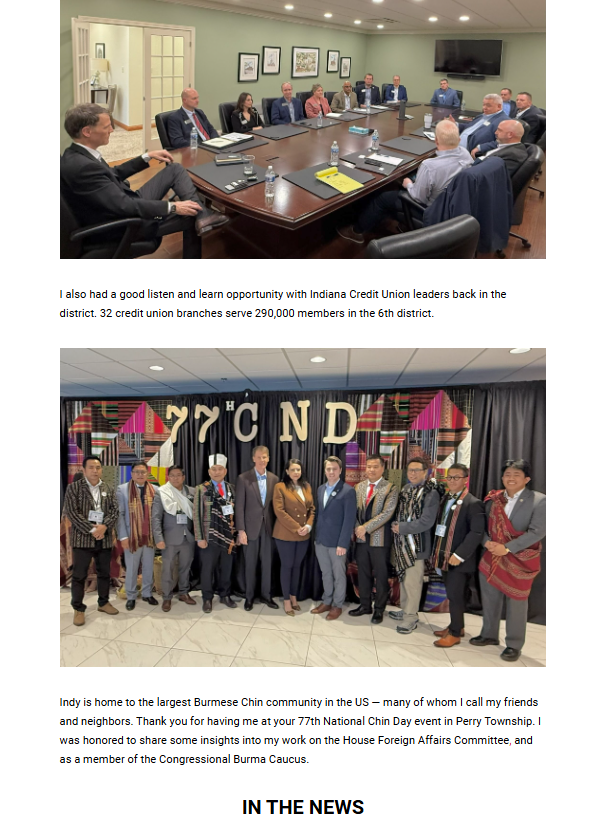 I also had a good listen and learn opportunity with Indiana Credit Union leaders back in the
district. 32 credit union branches serve 290,000 members in the 6th district.
77ᴴ C N D
Indy is home to the largest Burmese Chin community in the US — many of whom I call my friends
and neighbors. Thank you for having me at your 77th National Chin Day event in Perry Township. I
was honored to share some insights into my work on the House Foreign Affairs Committee, and
as a member of the Congressional Burma Caucus.
IN THE NEWS